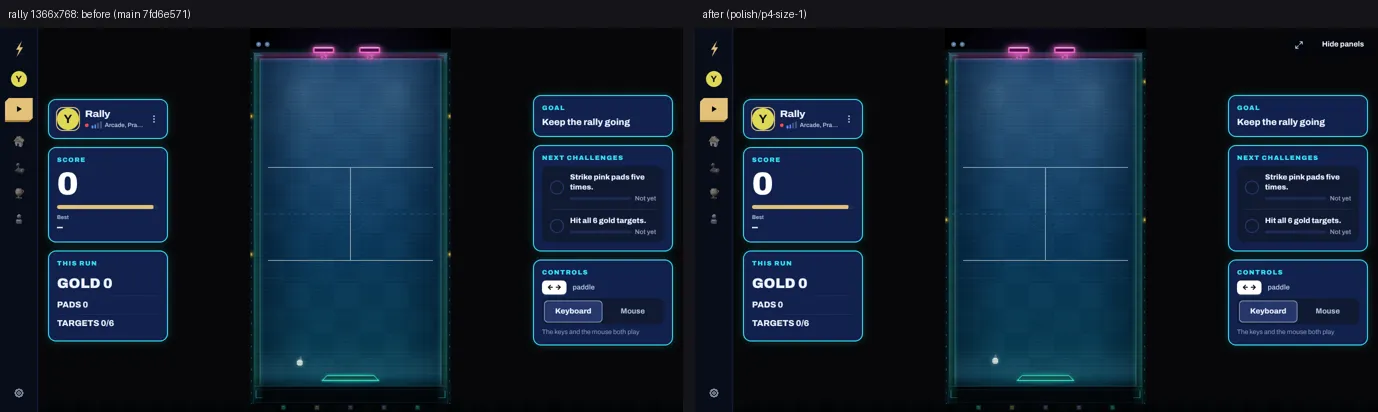 rally 1366x768: before (main 7fd6e571)
Y
Y
Rally
Arcade, Pra...
SCORE
0
Best
–
THIS RUN
GOLD 0
PADS 0
TARGETS 0/6
GOAL
Keep the rally going
NEXT CHALLENGES
Strike pink pads five
times.
Not yet
Hit all 6 gold targets.
Not yet
CONTROLS
← → paddle
Keyboard Mouse
The keys and the mouse both play
after (polish/p4-size-1)
Hide panels
Y
Y
Rally
Arcade, Pra...
SCORE
0
Best
–
THIS RUN
GOLD 0
PADS 0
TARGETS 0/6
GOAL
Keep the rally going
NEXT CHALLENGES
Strike pink pads five
times.
Not yet
Hit all 6 gold targets.
Not yet
CONTROLS
← → paddle
Keyboard Mouse
The keys and the mouse both play